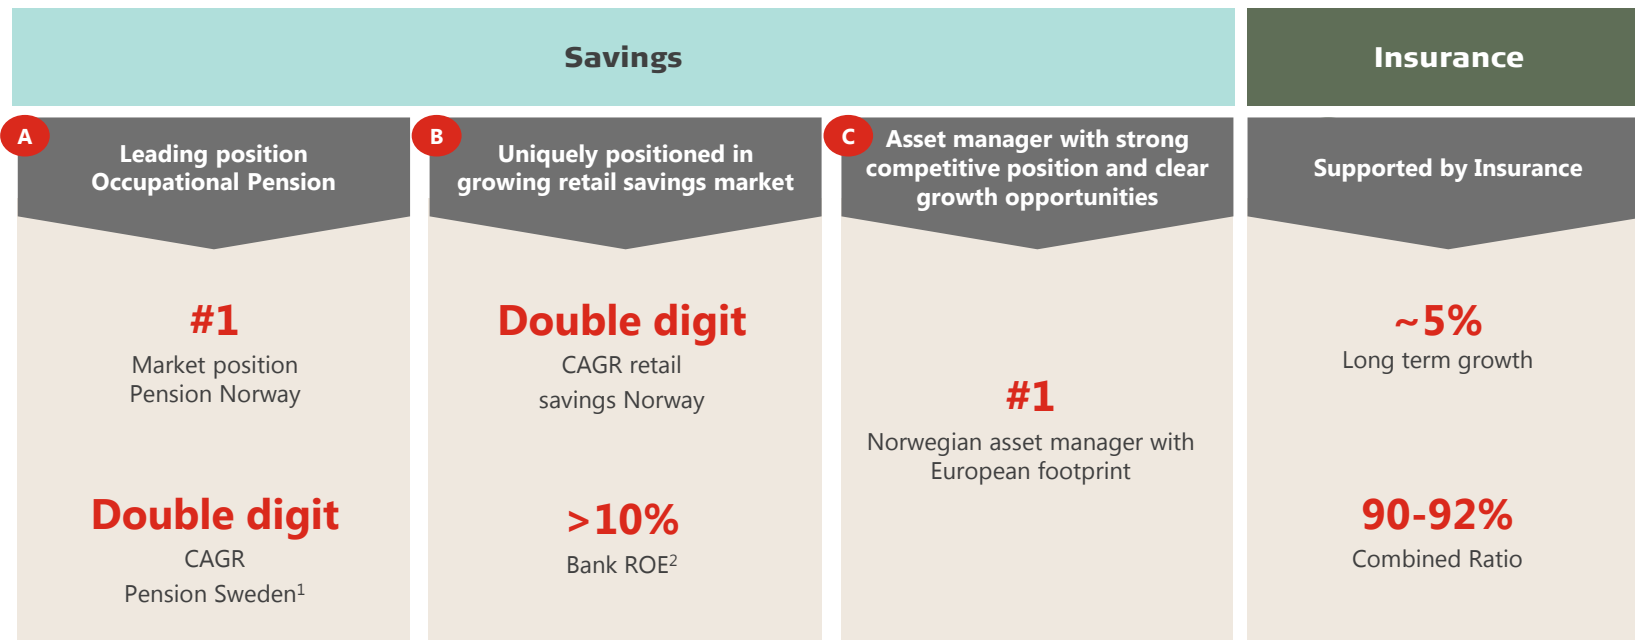 Savings
Insurance
A
Leading position
Occupational Pension
#1
Market position
Pension Norway
Double digit
CAGR
Pension Sweden¹
B
Uniquely positioned in
growing retail savings market
Double digit
CAGR retail
savings Norway
>10%
Bank ROE²
C
Asset manager with strong
competitive position and clear
growth opportunities
#1
Norwegian asset manager with
European footprint
Supported by Insurance
~5%
Long term growth
90-92%
Combined Ratio